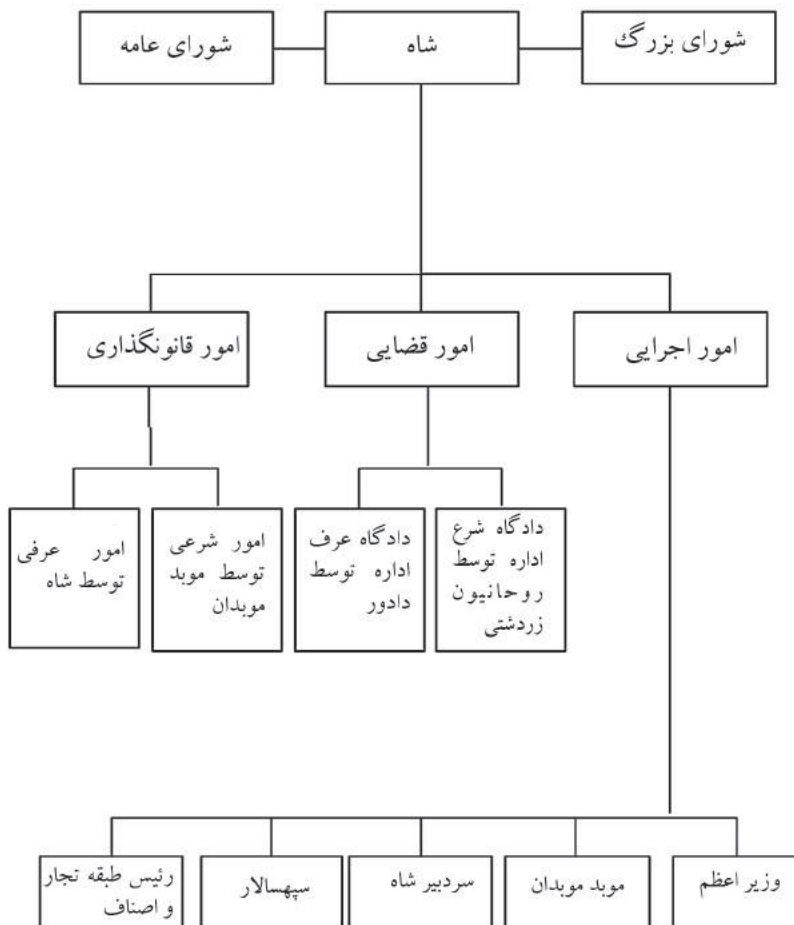 شورای بزرگ
شاه
شورای عامه
امور اجرایی
امور قضایی
امور قانونگذاری
دادگاه شرع
اداره توسط
روحانیون
زردشتی
دادگاه عرف
اداره توسط
دادور
امور شرعی
توسط موبد
موبدان
امور عرفی
توسط شاه
وزیر اعظم
موبد موبدان
سردبیر شاه
سپهسالار
رئیس طبقه تجار
و اصناف